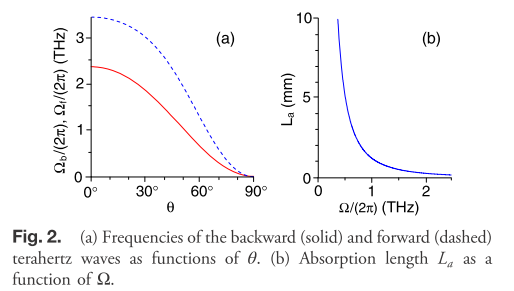 (a)
(b)
Ω_b/(2π), Ω_f/(2π) (THz)
3
2
1
0
0°
30°
60°
90°
θ
L_a (mm)
10
5
0
0
1
2
Ω/(2π) (THz)
Fig. 2. (a) Frequencies of the backward (solid) and forward (dashed)
terahertz waves as functions of θ. (b) Absorption length L_a as a
function of Ω.